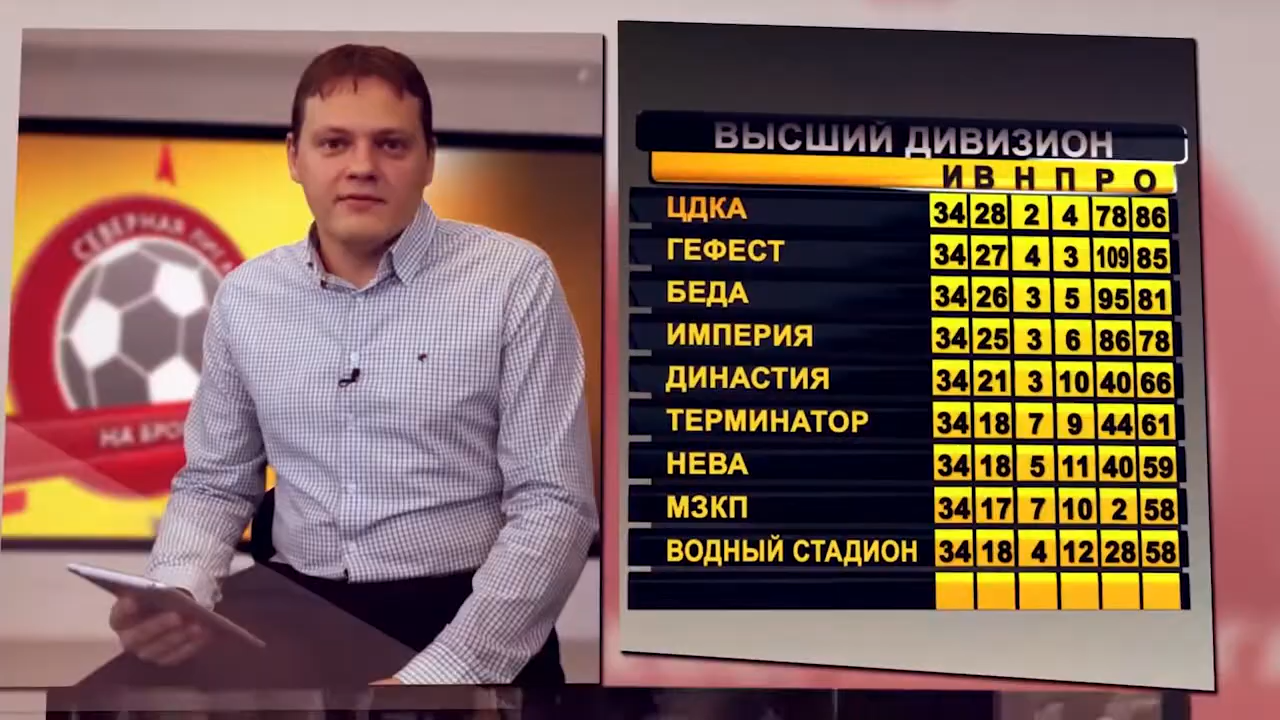 СЕВЕРНАЯ
ВЫСШИЙ ДИВИЗИОН
И В Н П Р О
ЦДКА 34 28 2 4 78 86
ГЕФЕСТ 34 27 4 3 109 85
БЕДА 34 26 3 5 95 81
ИМПЕРИЯ 34 25 3 6 86 78
ДИНАСТИЯ 34 21 3 10 40 66
ТЕРМИНАТОР 34 18 7 9 44 61
НЕВА 34 18 5 11 40 59
МЗКП 34 17 7 10 2 58
ВОДНЫЙ СТАДИОН 34 18 4 12 28 58
НА